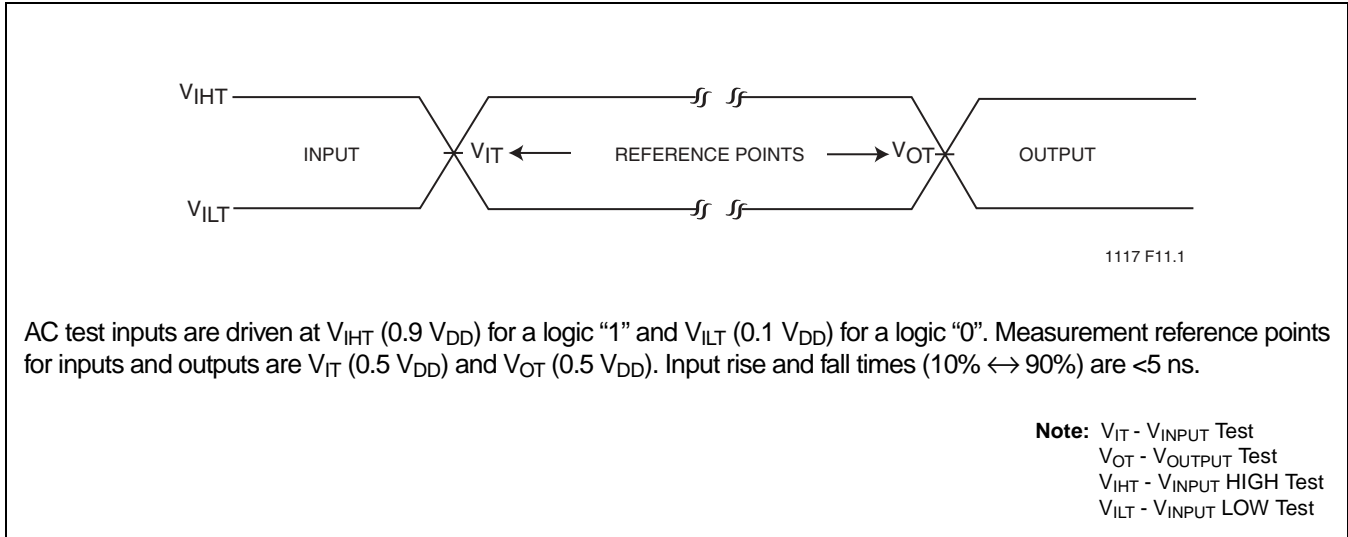 VIHT
INPUT VIT REFERENCE POINTS VOT OUTPUT
VILT
1117 F11.1
AC test inputs are driven at VIHT (0.9 VDD) for a logic “1” and VILT (0.1 VDD) for a logic “0”. Measurement reference points
for inputs and outputs are VIT (0.5 VDD) and VOT (0.5 VDD). Input rise and fall times (10% ↔ 90%) are <5 ns.
Note: VIT - VINPUT Test
VOT - VOUTPUT Test
VIHT - VINPUT HIGH Test
VILT - VINPUT LOW Test